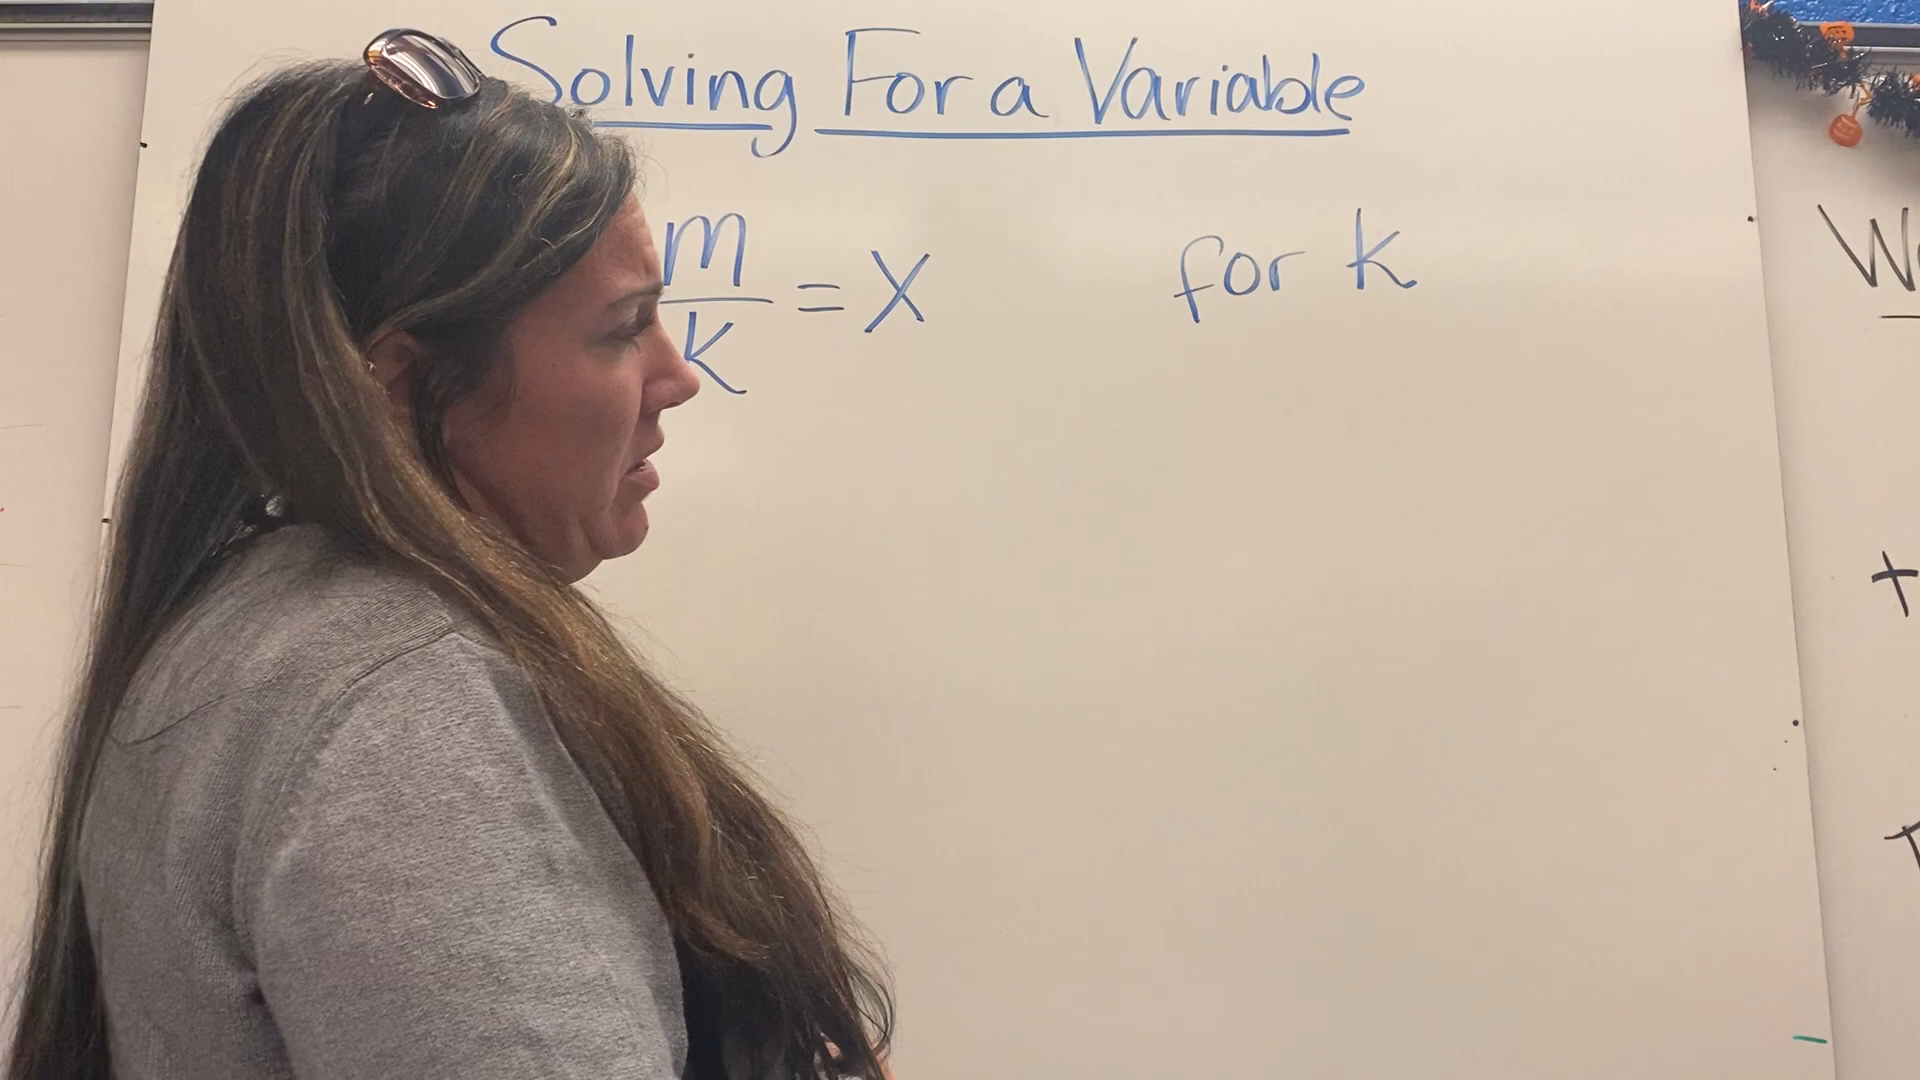 Solving For a Variable
m/k = x for k